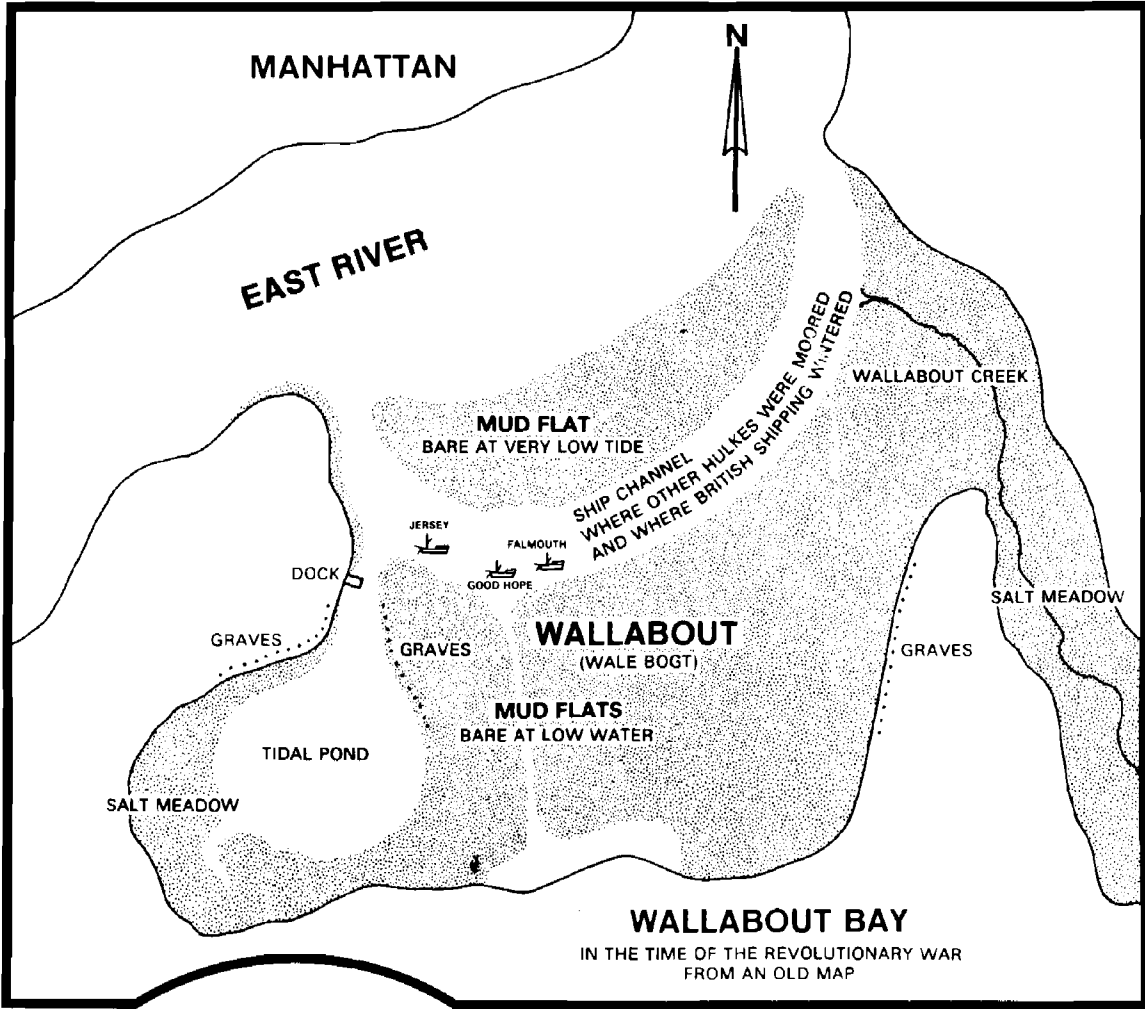 MANHATTAN
N
EAST RIVER
WALLABOUT CREEK
MUD FLAT
BARE AT VERY LOW TIDE
SHIP CHANNEL
WHERE OTHER HULKES WERE MOORED
AND WHERE BRITISH SHIPPING WINTERED
JERSEY
FALMOUTH
GOOD HOPE
DOCK
SALT MEADOW
GRAVES
GRAVES
WALLABOUT
(WALE BOGT)
GRAVES
MUD FLATS
BARE AT LOW WATER
TIDAL POND
SALT MEADOW
WALLABOUT BAY
IN THE TIME OF THE REVOLUTIONARY WAR
FROM AN OLD MAP